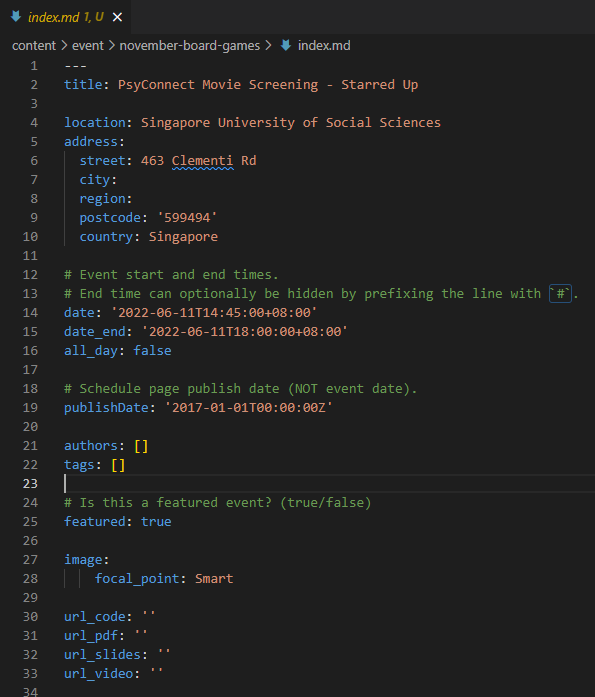 index.md 1, U
content > event > november-board-games > index.md
1 ---
2 title: PsyConnect Movie Screening - Starred Up
3
4 location: Singapore University of Social Sciences
5 address:
6   street: 463 Clementi Rd
7   city:
8   region:
9   postcode: '599494'
10   country: Singapore
11
12 # Event start and end times.
13 # End time can optionally be hidden by prefixing the line with `#`.
14 date: '2022-06-11T14:45:00+08:00'
15 date_end: '2022-06-11T18:00:00+08:00'
16 all_day: false
17
18 # Schedule page publish date (NOT event date).
19 publishDate: '2017-01-01T00:00:00Z'
20
21 authors: []
22 tags: []
23
24 # Is this a featured event? (true/false)
25 featured: true
26
27 image:
28     focal_point: Smart
29
30 url_code: ''
31 url_pdf: ''
32 url_slides: ''
33 url_video: ''
34